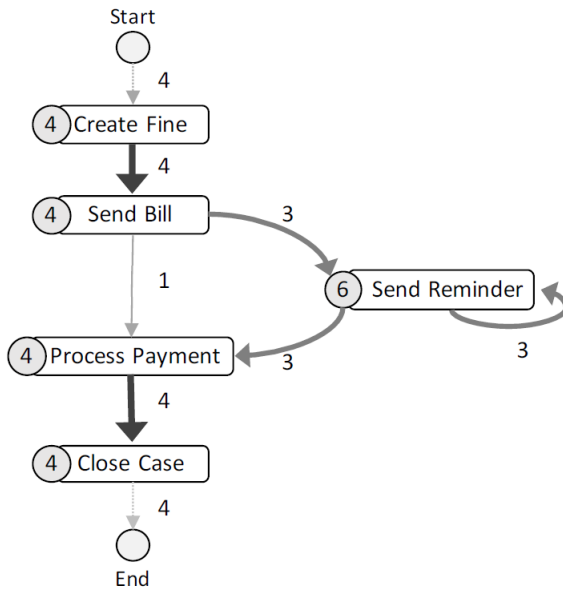 Start
4
4 Create Fine
4
4 Send Bill
3
1
6 Send Reminder
3
4 Process Payment
3
4
4 Close Case
4
End